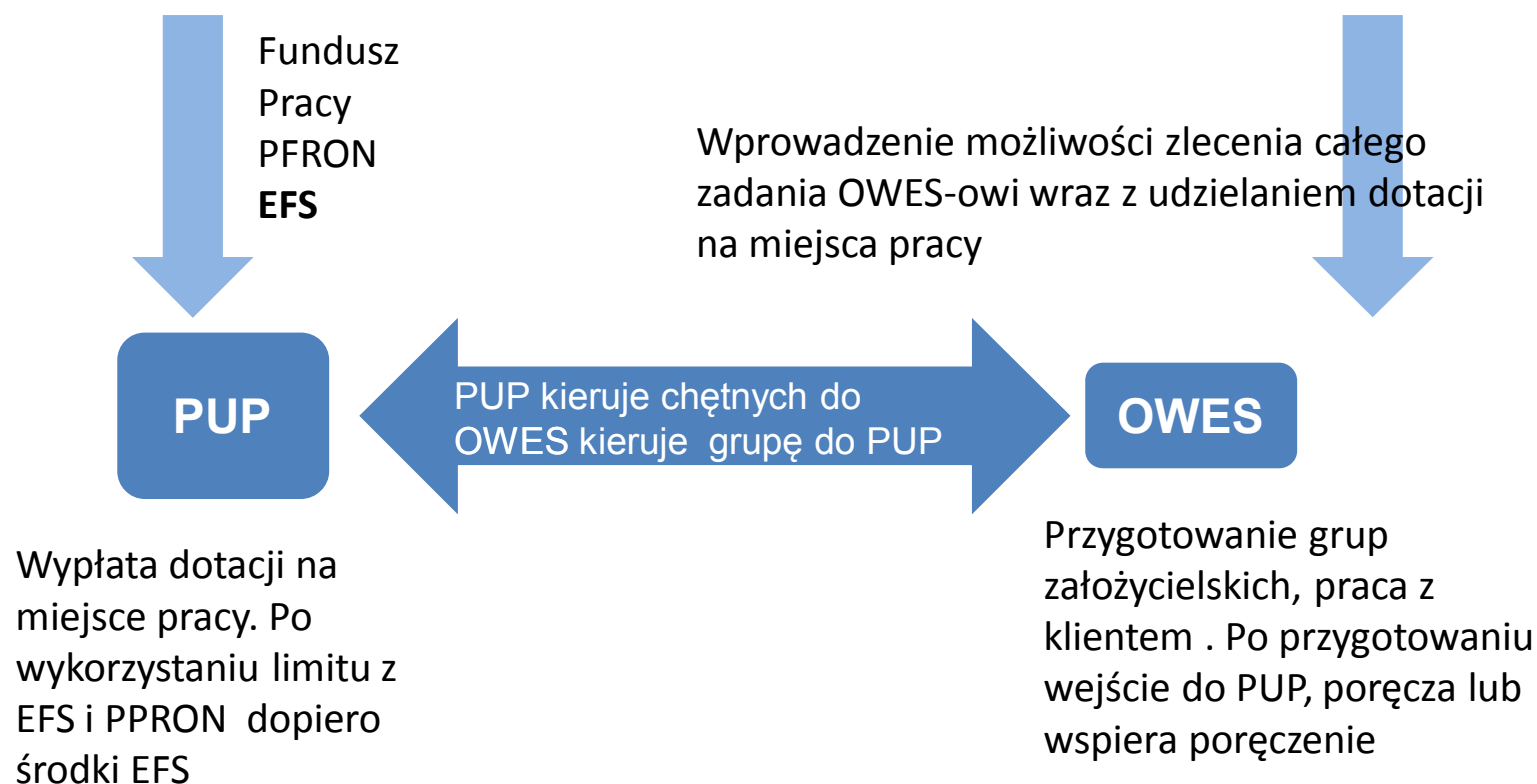 Fundusz
Pracy
PFRON
EFS
Wprowadzenie możliwości zlecenia całego
zadania OWES-owi wraz z udzielaniem dotacji
na miejsca pracy
PUP
PUP kieruje chętnych do
OWES kieruje grupę do PUP
OWES
Wypłata dotacji na
miejsce pracy. Po
wykorzystaniu limitu z
EFS i PPRON dopiero
środki EFS
Przygotowanie grup
założycielskich, praca z
klientem . Po przygotowaniu
wejście do PUP, poręcza lub
wspiera poręczenie